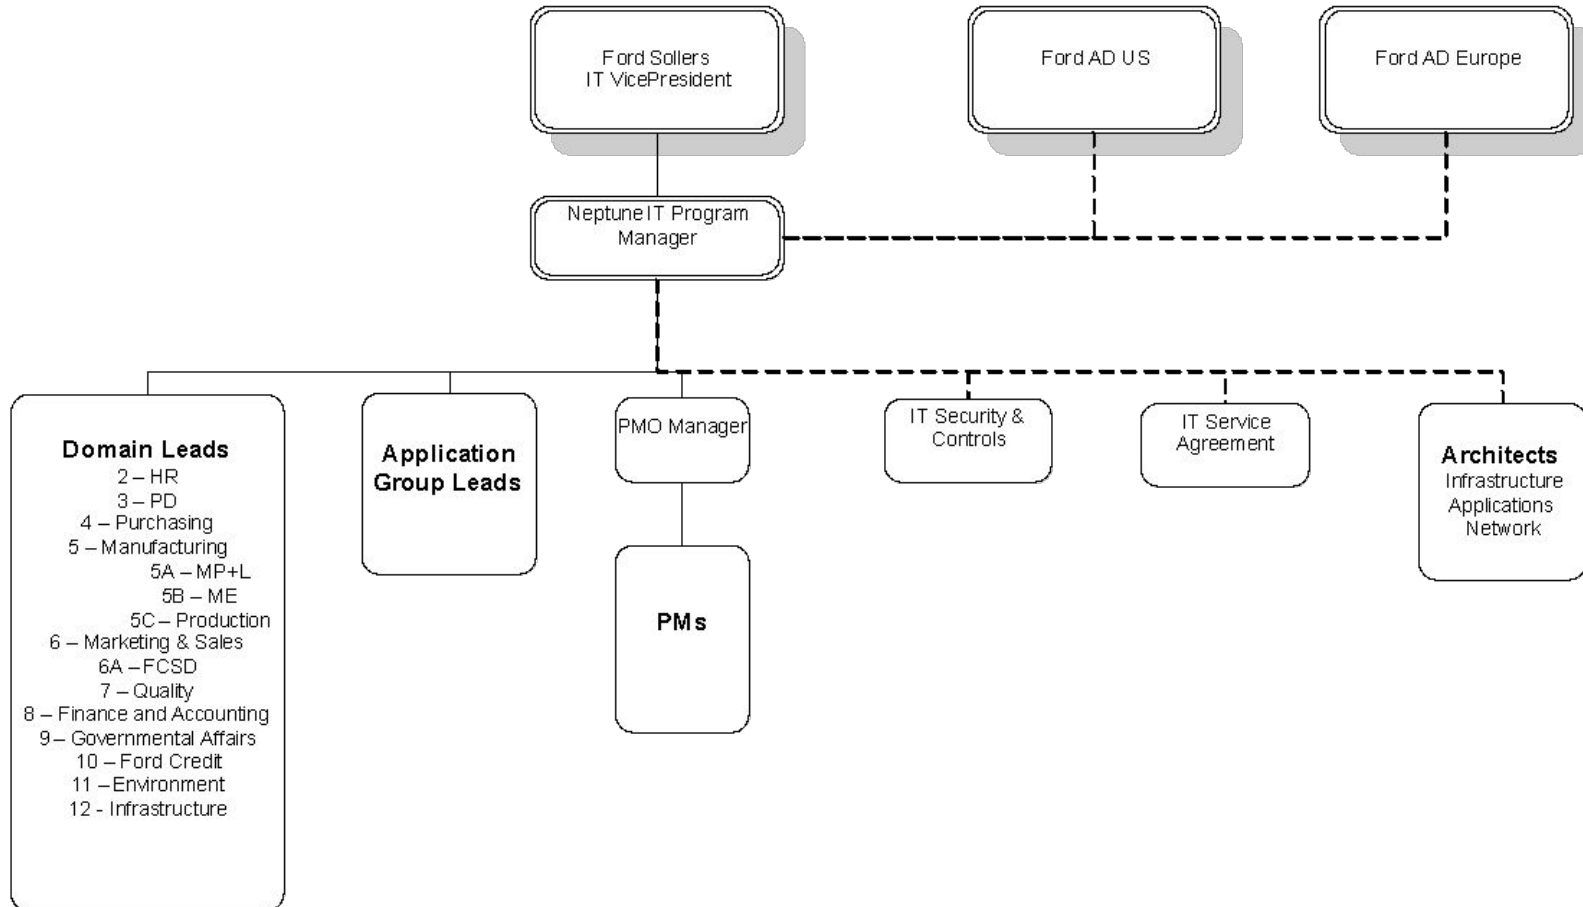 Ford Sollers
IT VicePresident
Ford AD US
Ford AD Europe
Neptune IT Program
Manager
Domain Leads
2 – HR
3 – PD
4 – Purchasing
5 – Manufacturing
5A – MP+L
5B – ME
5C – Production
6 – Marketing & Sales
6A – FCSD
7 – Quality
8 – Finance and Accounting
9 – Governmental Affairs
10 – Ford Credit
11 – Environment
12 - Infrastructure
Application
Group Leads
PMO Manager
PMs
IT Security &
Controls
IT Service
Agreement
Architects
Infrastructure
Applications
Network